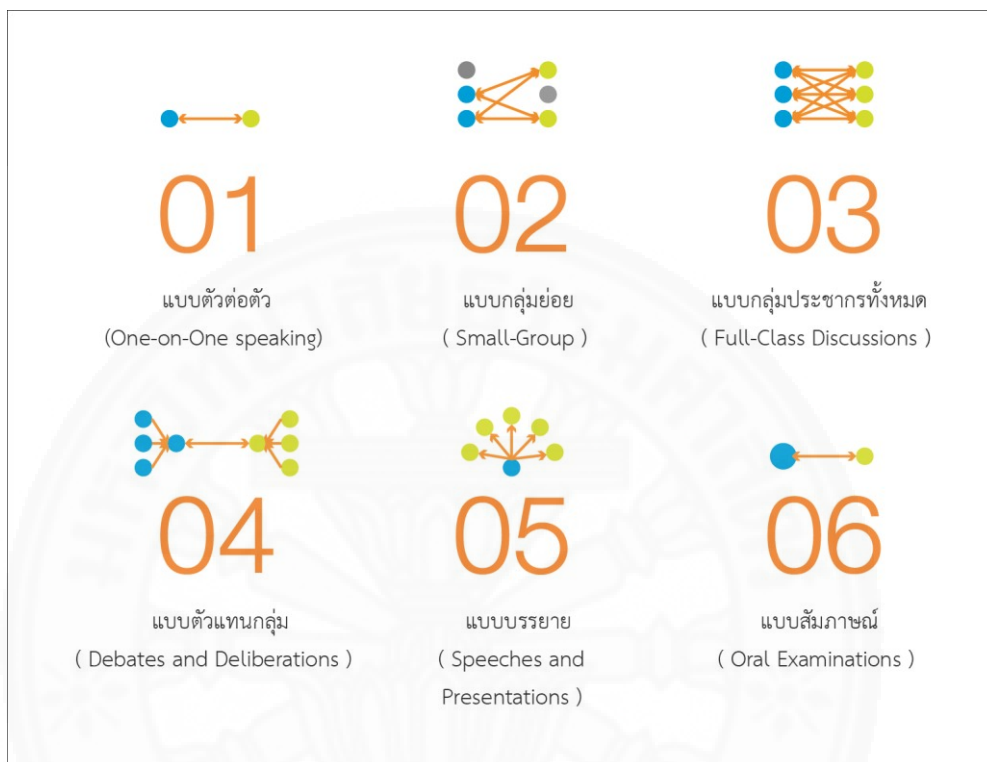 01
แบบตัวต่อตัว
(One-on-One speaking)
02
แบบกลุ่มย่อย
( Small-Group )
03
แบบกลุ่มประชากรทั้งหมด
( Full-Class Discussions )
04
แบบตัวแทนกลุ่ม
( Debates and Deliberations )
05
แบบบรรยาย
( Speeches and
Presentations )
06
แบบสัมภาษณ์
( Oral Examinations )